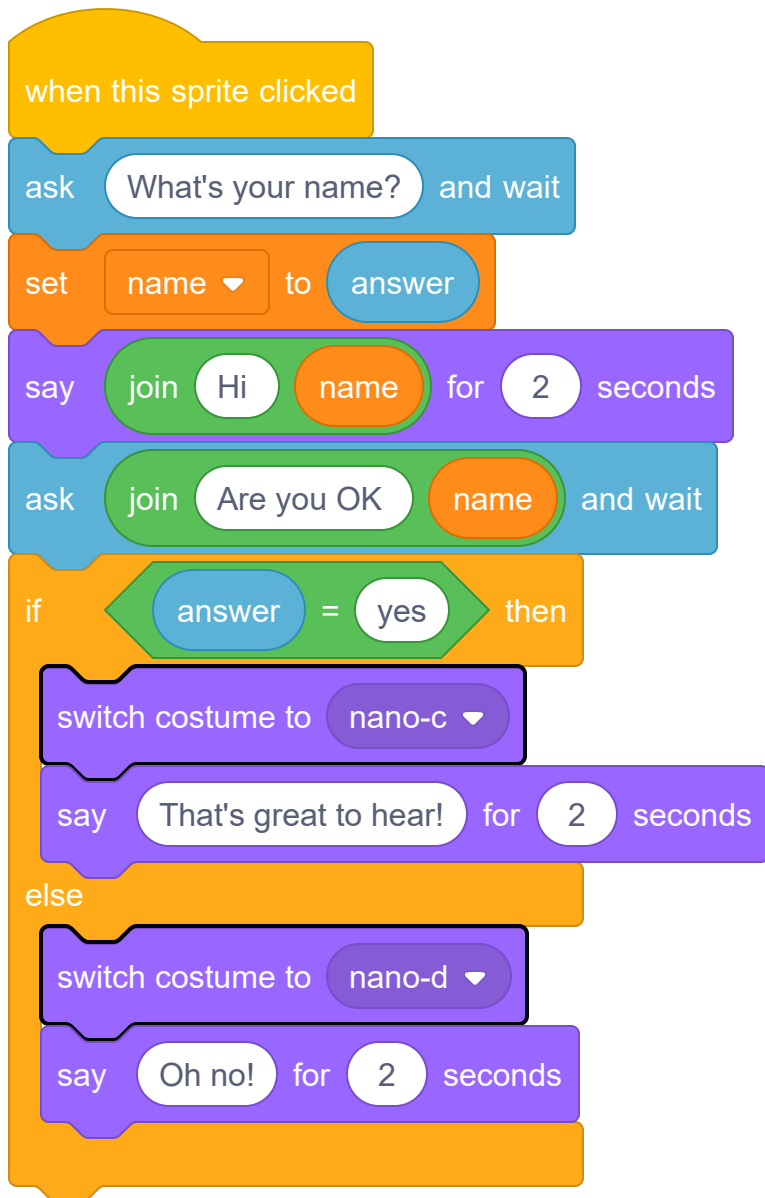 when this sprite clicked
ask What's your name? and wait
set name to answer
say join Hi name for 2 seconds
ask join Are you OK name and wait
if answer = yes then
switch costume to nano-c
say That's great to hear! for 2 seconds
else
switch costume to nano-d
say Oh no! for 2 seconds